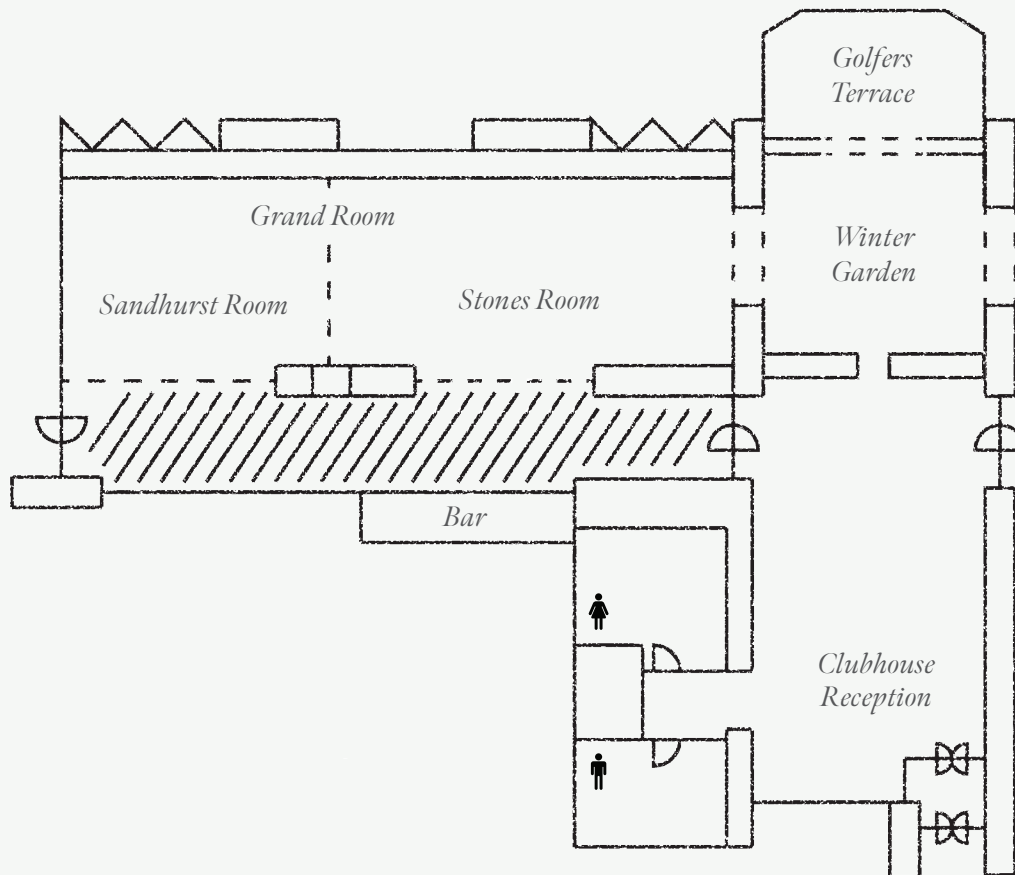 Golfers
Terrace
Grand Room
Winter
Garden
Sandhurst Room
Stones Room
Bar
Clubhouse
Reception